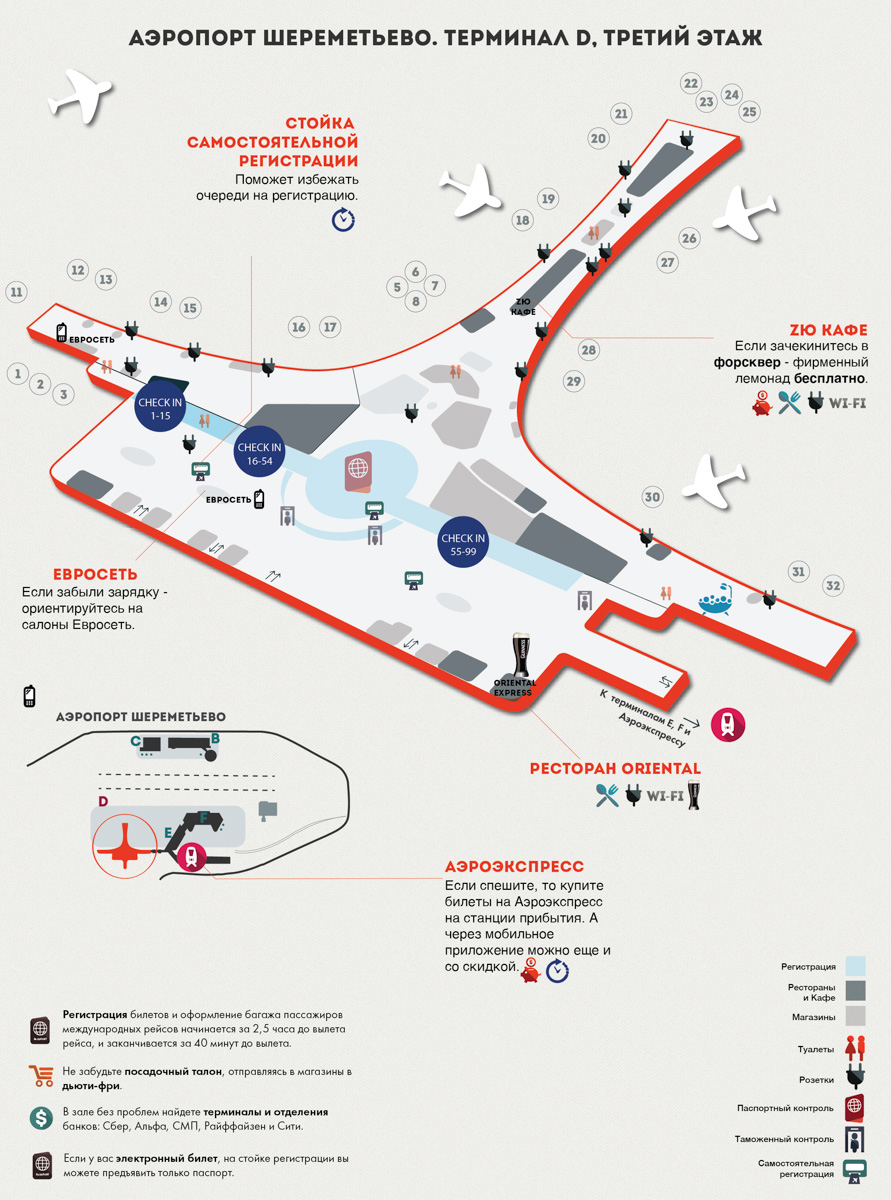 АЭРОПОРТ ШЕРЕМЕТЬЕВО. ТЕРМИНАЛ D, ТРЕТИЙ ЭТАЖ
22
23
24
25
21
20
СТОЙКА
САМОСТОЯТЕЛЬНОЙ
РЕГИСТРАЦИИ
Поможет избежать
очереди на регистрацию.
19
18
26
27
12
13
11
14
15
16
17
5
6
7
8
ZЮ
КАФЕ
ЕВРОСЕТЬ
1
2
3
28
29
ZЮ КАФЕ
Если зачекинитесь в
форсквер - фирменный
лемонад бесплатно.
WI-FI
CHECK IN
1-15
CHECK IN
16-54
ЕВРОСЕТЬ
CHECK IN
55-99
30
31
32
ЕВРОСЕТЬ
Если забыли зарядку -
ориентируйтесь на
салоны Евросеть.
GUINNESS
ORIENTAL
EXPRESS
К терминалам E, F и
Аэроэкспрессу
РЕСТОРАН ORIENTAL
WI-FI
АЭРОПОРТ ШЕРЕМЕТЬЕВО
C
B
D
E
F
АЭРОЭКСПРЕСС
Если спешите, то купите
билеты на Аэроэкспресс
на станции прибытия. А
через мобильное
приложение можно еще и
со скидкой.
Регистрация билетов и оформление багажа пассажиров
международных рейсов начинается за 2,5 часа до вылета
рейса, и заканчивается за 40 минут до вылета.
Не забудьте посадочный талон, отправляясь в магазины в
дьюти-фри.
В зале без проблем найдете терминалы и отделения
банков: Сбер, Альфа, СМП, Райффайзен и Сити.
Если у вас электронный билет, на стойке регистрации вы
можете предъявить только паспорт.
Регистрация
Рестораны
и Кафе
Магазины
Туалеты
Розетки
Паспортный контроль
Таможенный контроль
Самостоятельная
регистрация